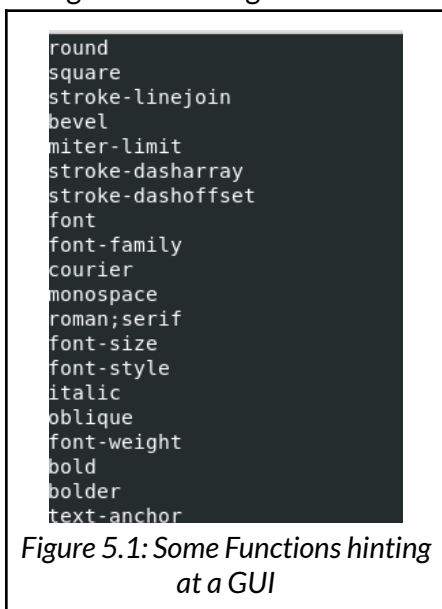 round
square
stroke-linejoin
bevel
miter-limit
stroke-dasharray
stroke-dashoffset
font
font-family
courier
monospace
roman;serif
font-size
font-style
italic
oblique
font-weight
bold
bolder
text-anchor
Figure 5.1: Some Functions hinting
at a GUI